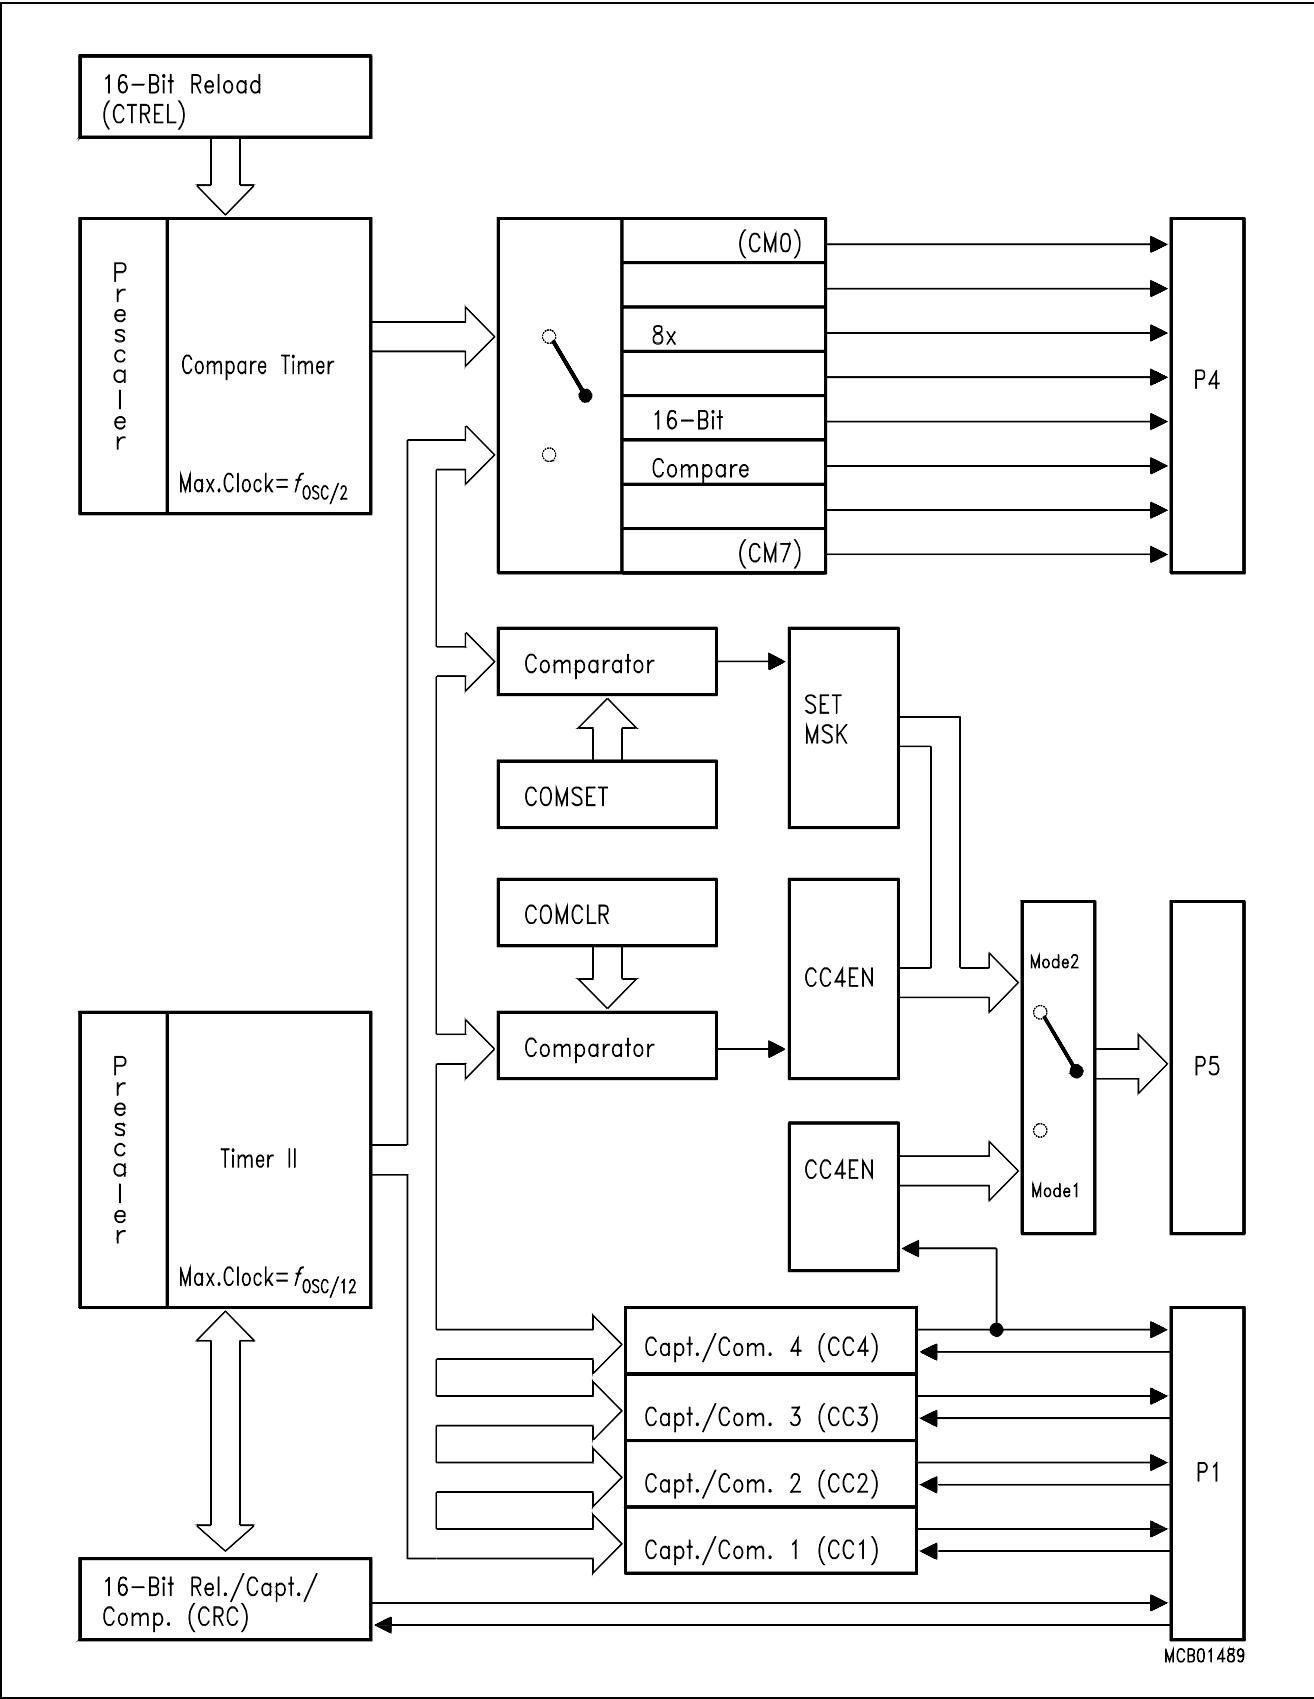 16-Bit Reload
(CTREL)
Prescaler
Compare Timer
Max.Clock= fOSC/2
(CM0)
8x
16-Bit
Compare
(CM7)
P4
Comparator
SET
MSK
COMSET
COMCLR
CC4EN
Comparator
Mode2
Mode1
P5
CC4EN
Prescaler
Timer II
Max.Clock= fOSC/12
Capt./Com. 4 (CC4)
Capt./Com. 3 (CC3)
Capt./Com. 2 (CC2)
Capt./Com. 1 (CC1)
P1
16-Bit Rel./Capt./
Comp. (CRC)
MCB01489